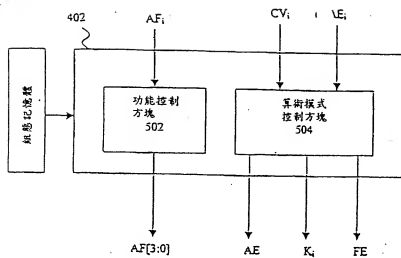 402
AFᵢ
CVᵢ
\Eᵢ
組態記憶體
功能控制
方塊
502
算術模式
控制方塊
504
AF[3:0]
AE
Kᵢ
FE